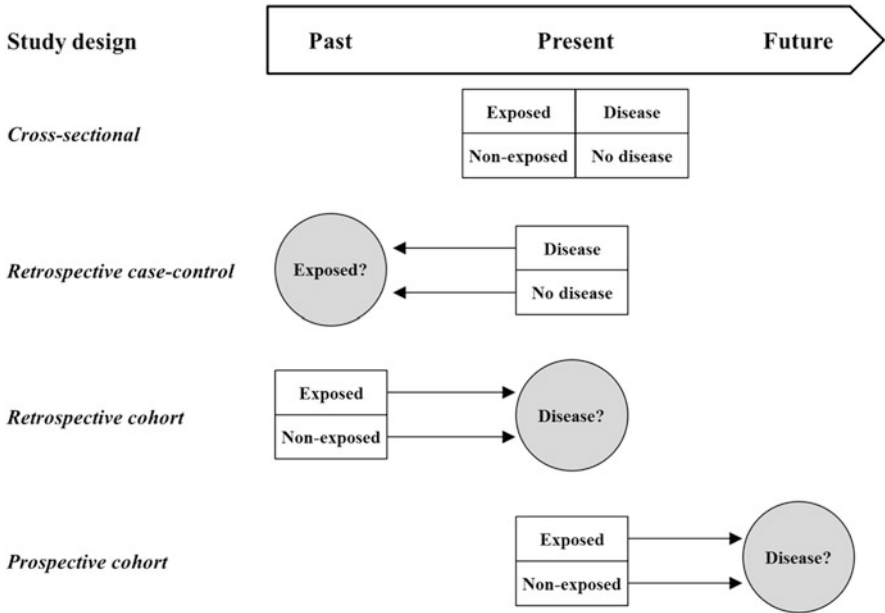 Study design Past Present Future
Cross-sectional
Exposed Disease
Non-exposed No disease
Retrospective case-control
Exposed?
Disease
No disease
Retrospective cohort
Exposed
Non-exposed
Disease?
Prospective cohort
Exposed
Non-exposed
Disease?